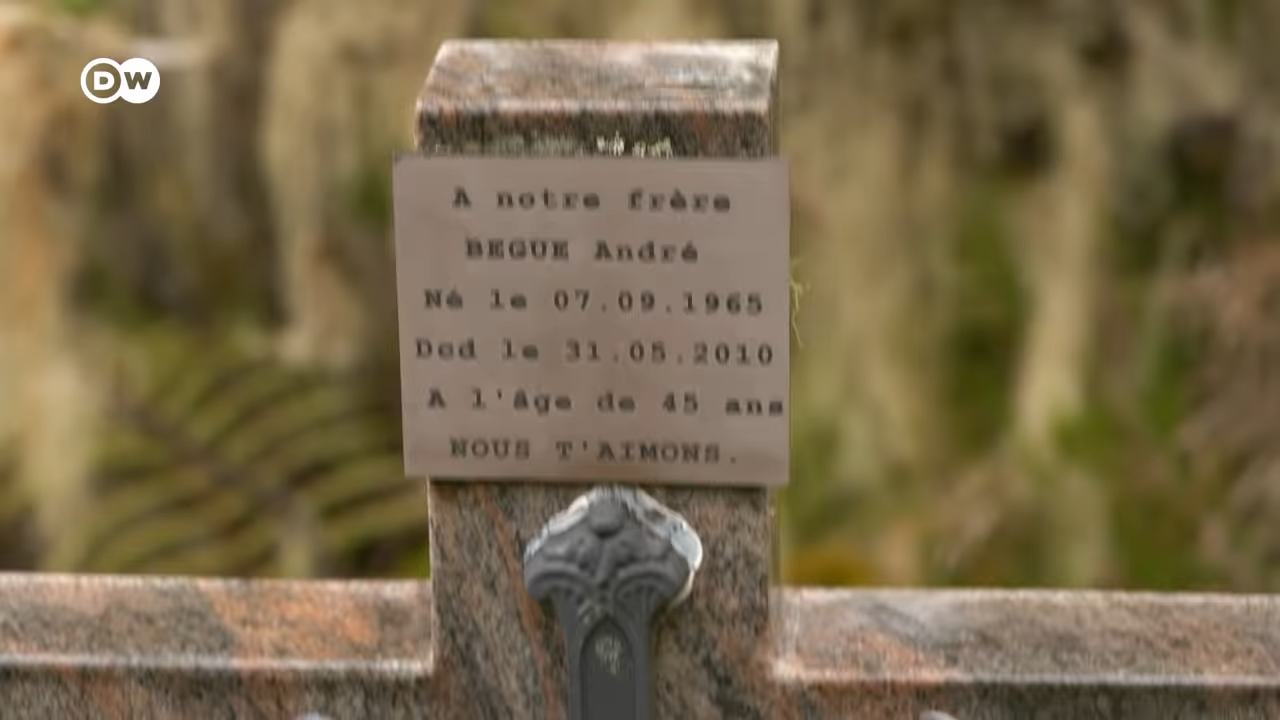 DW
A notre frère
BEGUE André
Né le 07.09.1965
Dcd le 31.05.2010
A l'âge de 45 ans
NOUS T'AIMONS.